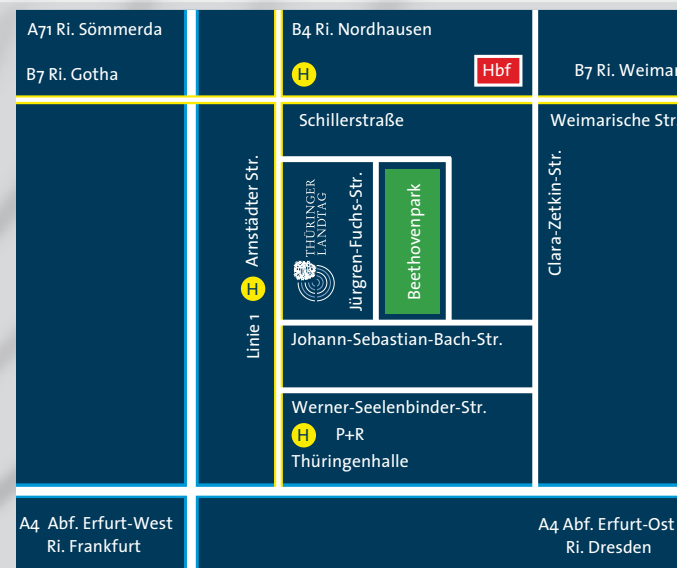 A71 Ri. Sömmerda
B7 Ri. Gotha
B4 Ri. Nordhausen
H
Hbf
B7 Ri. Weimar
Schillerstraße
Weimarische Str.
Linie 1 H Arnstädter Str.
THÜRINGER
LANDTAG
Jürgren-Fuchs-Str.
Beethovenpark
Clara-Zetkin-Str.
Johann-Sebastian-Bach-Str.
Werner-Seelenbinder-Str.
H P+R
Thüringenhalle
A4 Abf. Erfurt-West
Ri. Frankfurt
A4 Abf. Erfurt-Ost
Ri. Dresden